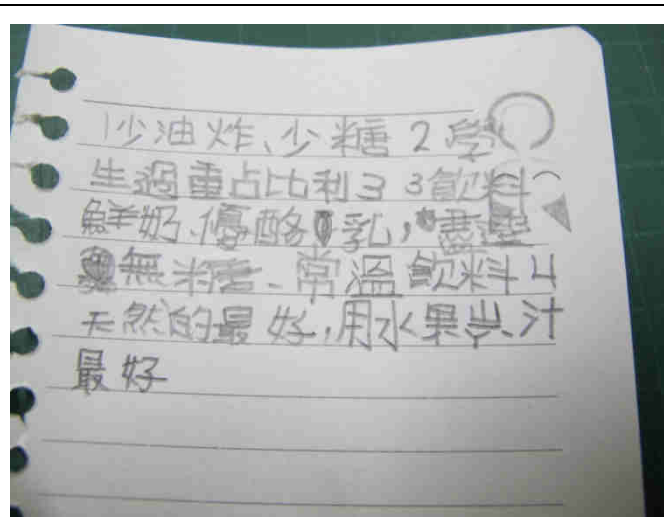 1少油炸、少糖2學
生過重占比利3 3飲料
鮮奶、優酪乳,盡量
無糖、常溫飲料4
天然的最好,用水果汁
最好